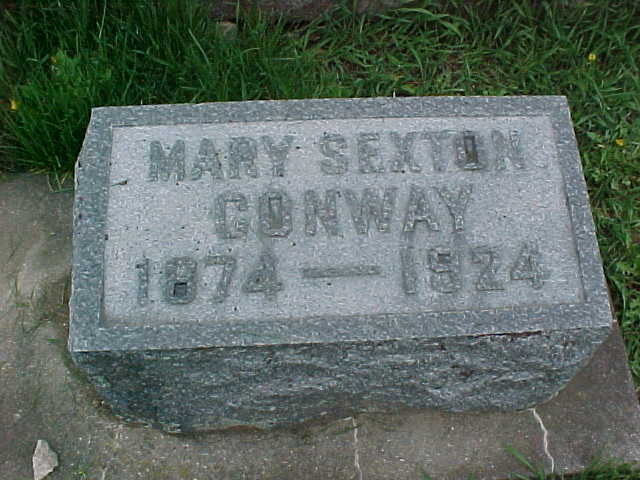 MARY SEXTON
CONWAY
1874 — 1924